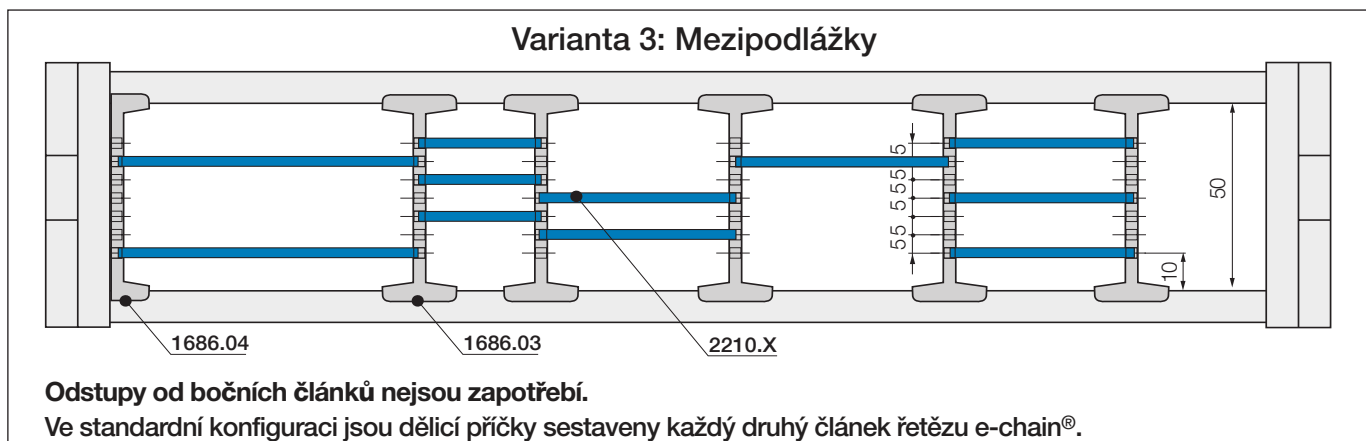 Varianta 3: Mezipodlážky
5
5
5
5
5
5
50
10
1686.04
1686.03
2210.X
Odstupy od bočních článků nejsou zapotřebí.
Ve standardní konfiguraci jsou dělicí příčky sestaveny každý druhý článek řetězu e-chain®.